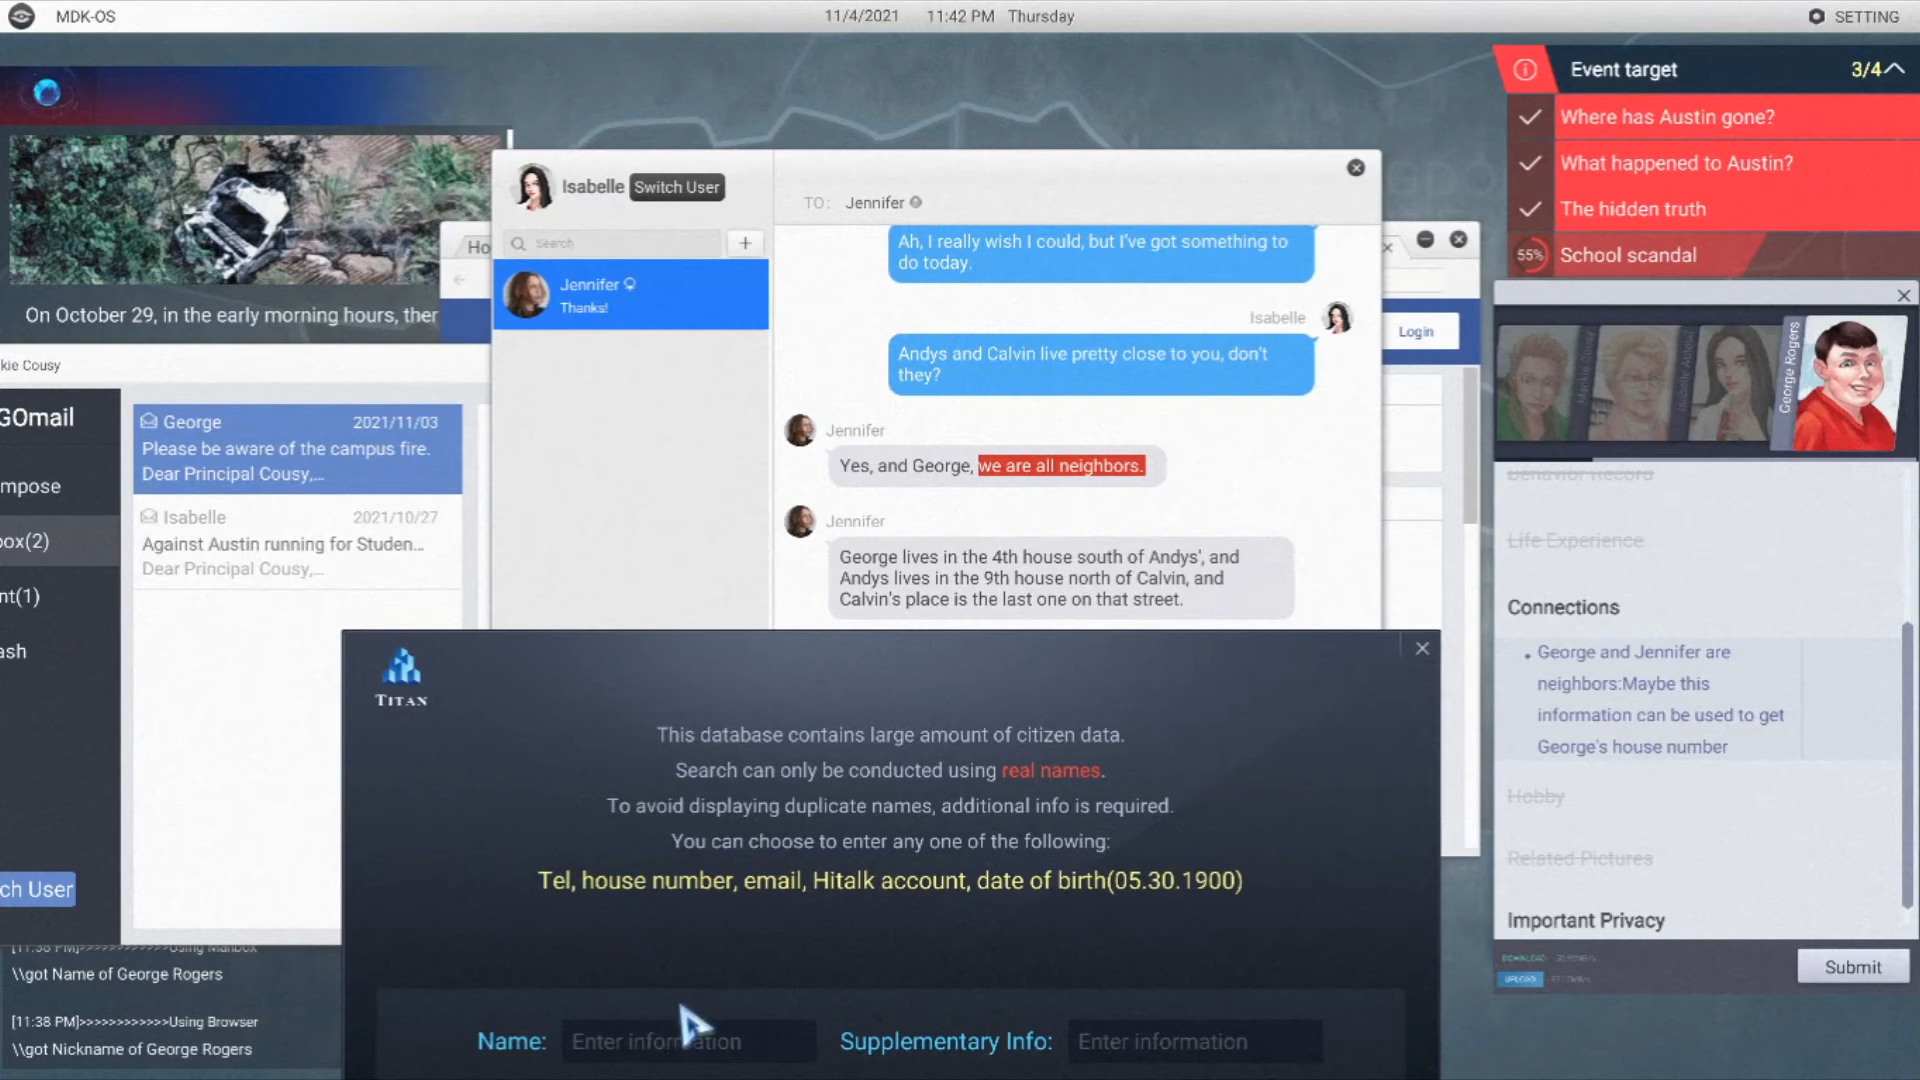 MDK-OS
11/4/2021 11:42 PM Thursday
SETTING
Event target
3/4
Where has Austin gone?
What happened to Austin?
The hidden truth
55%
School scandal
On October 29, in the early morning hours, ther
Ho
Isabelle
Switch User
Search
+
Jennifer
Thanks!
TO: Jennifer
Ah, I really wish I could, but I've got something to
do today.
Isabelle
Andys and Calvin live pretty close to you, don't
they?
Jennifer
Yes, and George, we are all neighbors.
Jennifer
George lives in the 4th house south of Andys', and
Andys lives in the 9th house north of Calvin, and
Calvin's place is the last one on that street.
Login
kie Cousy
GOmail
mpose
ox(2)
nt(1)
ash
ch User
George 2021/11/03
Please be aware of the campus fire.
Dear Principal Cousy,...
Isabelle 2021/10/27
Against Austin running for Studen...
Dear Principal Cousy,...
[11:38 PM]>>>>>>>>>>>>Using Mailbox
\\got Name of George Rogers
[11:38 PM]>>>>>>>>>>>>Using Browser
\\got Nickname of George Rogers
TITAN
This database contains large amount of citizen data.
Search can only be conducted using real names.
To avoid displaying duplicate names, additional info is required.
You can choose to enter any one of the following:
Tel, house number, email, Hitalk account, date of birth(05.30.1900)
Name:
Enter information
Supplementary Info:
Enter information
George Rogers
Behavior Record
Life Experience
Connections
George and Jennifer are
neighbors:Maybe this
information can be used to get
George's house number
Hobby
Related Pictures
Important Privacy
DOWNLOAD
UPLOAD
Submit